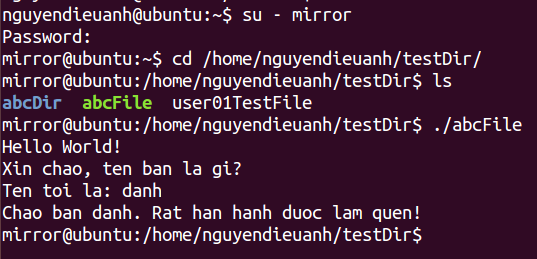 nguyendieuanh@ubuntu:~$ su - mirror
Password:
mirror@ubuntu:~$ cd /home/nguyendieuanh/testDir/
mirror@ubuntu:/home/nguyendieuanh/testDir$ ls
abcDir  abcFile  user01TestFile
mirror@ubuntu:/home/nguyendieuanh/testDir$ ./abcFile
Hello World!
Xin chao, ten ban la gi?
Ten toi la: danh
Chao ban danh. Rat han hanh duoc lam quen!
mirror@ubuntu:/home/nguyendieuanh/testDir$